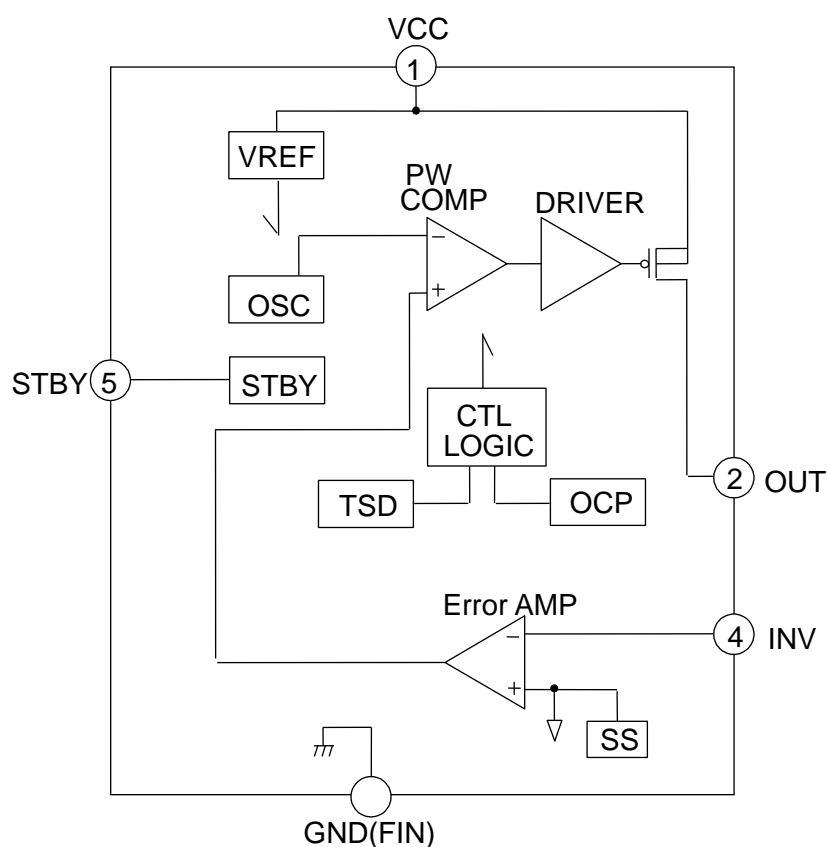 VCC
1
VREF
PW
COMP
DRIVER
−
+
OSC
STBY
5
STBY
CTL
LOGIC
2
OUT
TSD
OCP
Error AMP
−
+
4
INV
SS
GND(FIN)